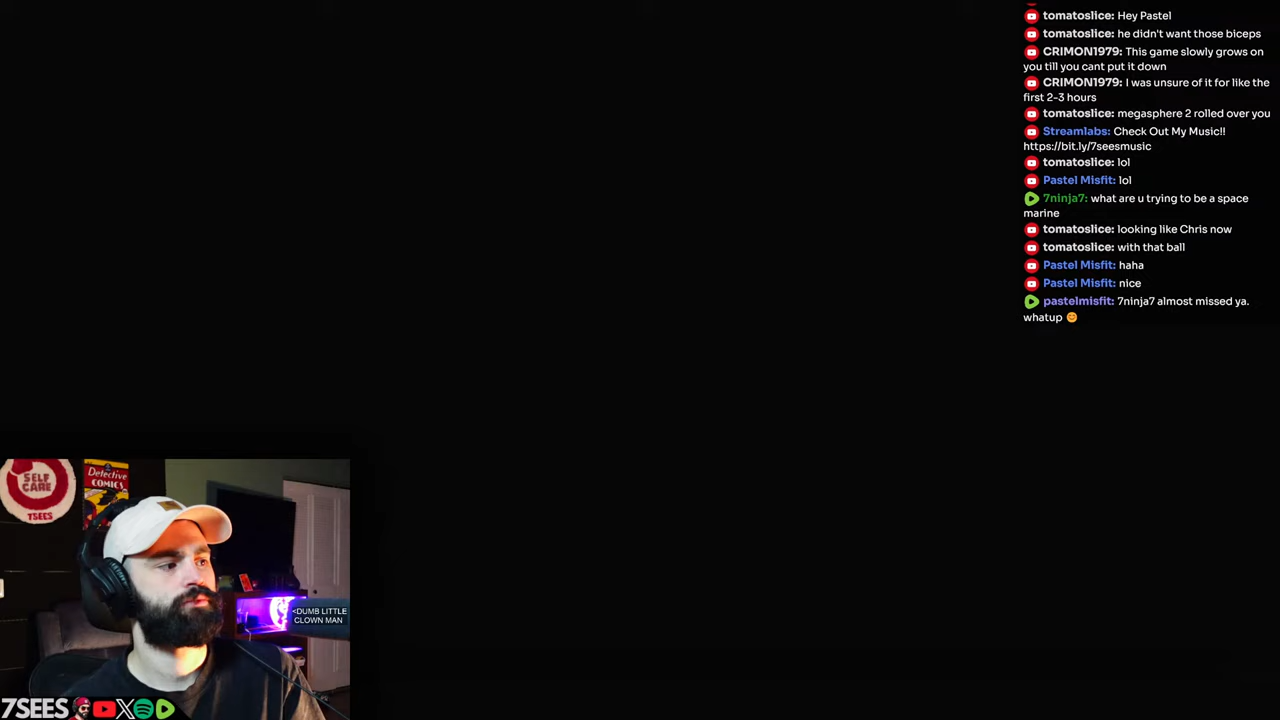 tomatoslice: Hey Pastel
tomatoslice: he didn't want those biceps
CRIMON1979: This game slowly grows on
you till you cant put it down
CRIMON1979: I was unsure of it for like the
first 2-3 hours
tomatoslice: megasphere 2 rolled over you
Streamlabs: Check Out My Music!!
https://bit.ly/7seesmusic
tomatoslice: lol
Pastel Misfit: lol
7ninja7: what are u trying to be a space
marine
tomatoslice: looking like Chris now
tomatoslice: with that ball
Pastel Misfit: haha
Pastel Misfit: nice
pastelmisfit: 7ninja7 almost missed ya.
whatup 😊
SELF
CARE
7SEES
Detective
COMICS
<DUMB LITTLE
CLOWN MAN
7SEES